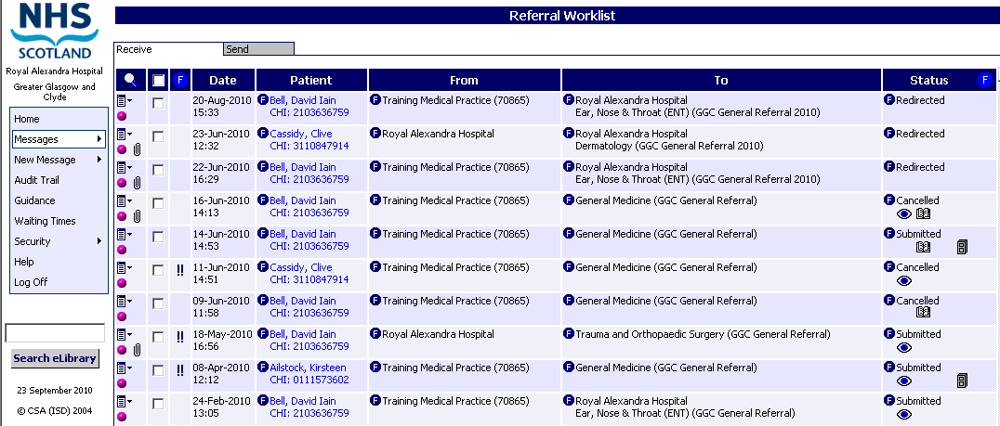 NHS
SCOTLAND
Royal Alexandra Hospital
Greater Glasgow and
Clyde
Home
Messages
New Message
Audit Trail
Guidance
Waiting Times
Security
Help
Log Off
Search eLibrary
23 September 2010
© CSA (ISD) 2004
Referral Worklist
Receive
Send
F Date Patient From To Status F
20-Aug-2010 F Bell, David Iain F Training Medical Practice (70865) F Royal Alexandra Hospital F Redirected
15:33 CHI: 2103636759 Ear, Nose & Throat (ENT) (GGC General Referral 2010)
23-Jun-2010 F Cassidy, Clive F Royal Alexandra Hospital F Royal Alexandra Hospital F Redirected
12:32 CHI: 3110847914 Dermatology (GGC General Referral 2010)
22-Jun-2010 F Bell, David Iain F Training Medical Practice (70865) F Royal Alexandra Hospital F Redirected
16:29 CHI: 2103636759 Ear, Nose & Throat (ENT) (GGC General Referral 2010)
16-Jun-2010 F Bell, David Iain F Training Medical Practice (70865) F General Medicine (GGC General Referral) F Cancelled
14:13 CHI: 2103636759
14-Jun-2010 F Bell, David Iain F Training Medical Practice (70865) F General Medicine (GGC General Referral) F Submitted
14:53 CHI: 2103636759
!! 11-Jun-2010 F Cassidy, Clive F Training Medical Practice (70865) F General Medicine (GGC General Referral) F Cancelled
14:51 CHI: 3110847914
09-Jun-2010 F Bell, David Iain F Training Medical Practice (70865) F General Medicine (GGC General Referral) F Cancelled
11:58 CHI: 2103636759
!! 18-May-2010 F Bell, David Iain F Royal Alexandra Hospital F Trauma and Orthopaedic Surgery (GGC General Referral) F Submitted
16:56 CHI: 2103636759
!! 08-Apr-2010 F Ailstock, Kirsteen F Training Medical Practice (70865) F General Medicine (GGC General Referral) F Submitted
12:12 CHI: 0111573602
24-Feb-2010 F Bell, David Iain F Training Medical Practice (70865) F Royal Alexandra Hospital F Submitted
13:05 CHI: 2103636759 Ear, Nose & Throat (ENT) (GGC General Referral)